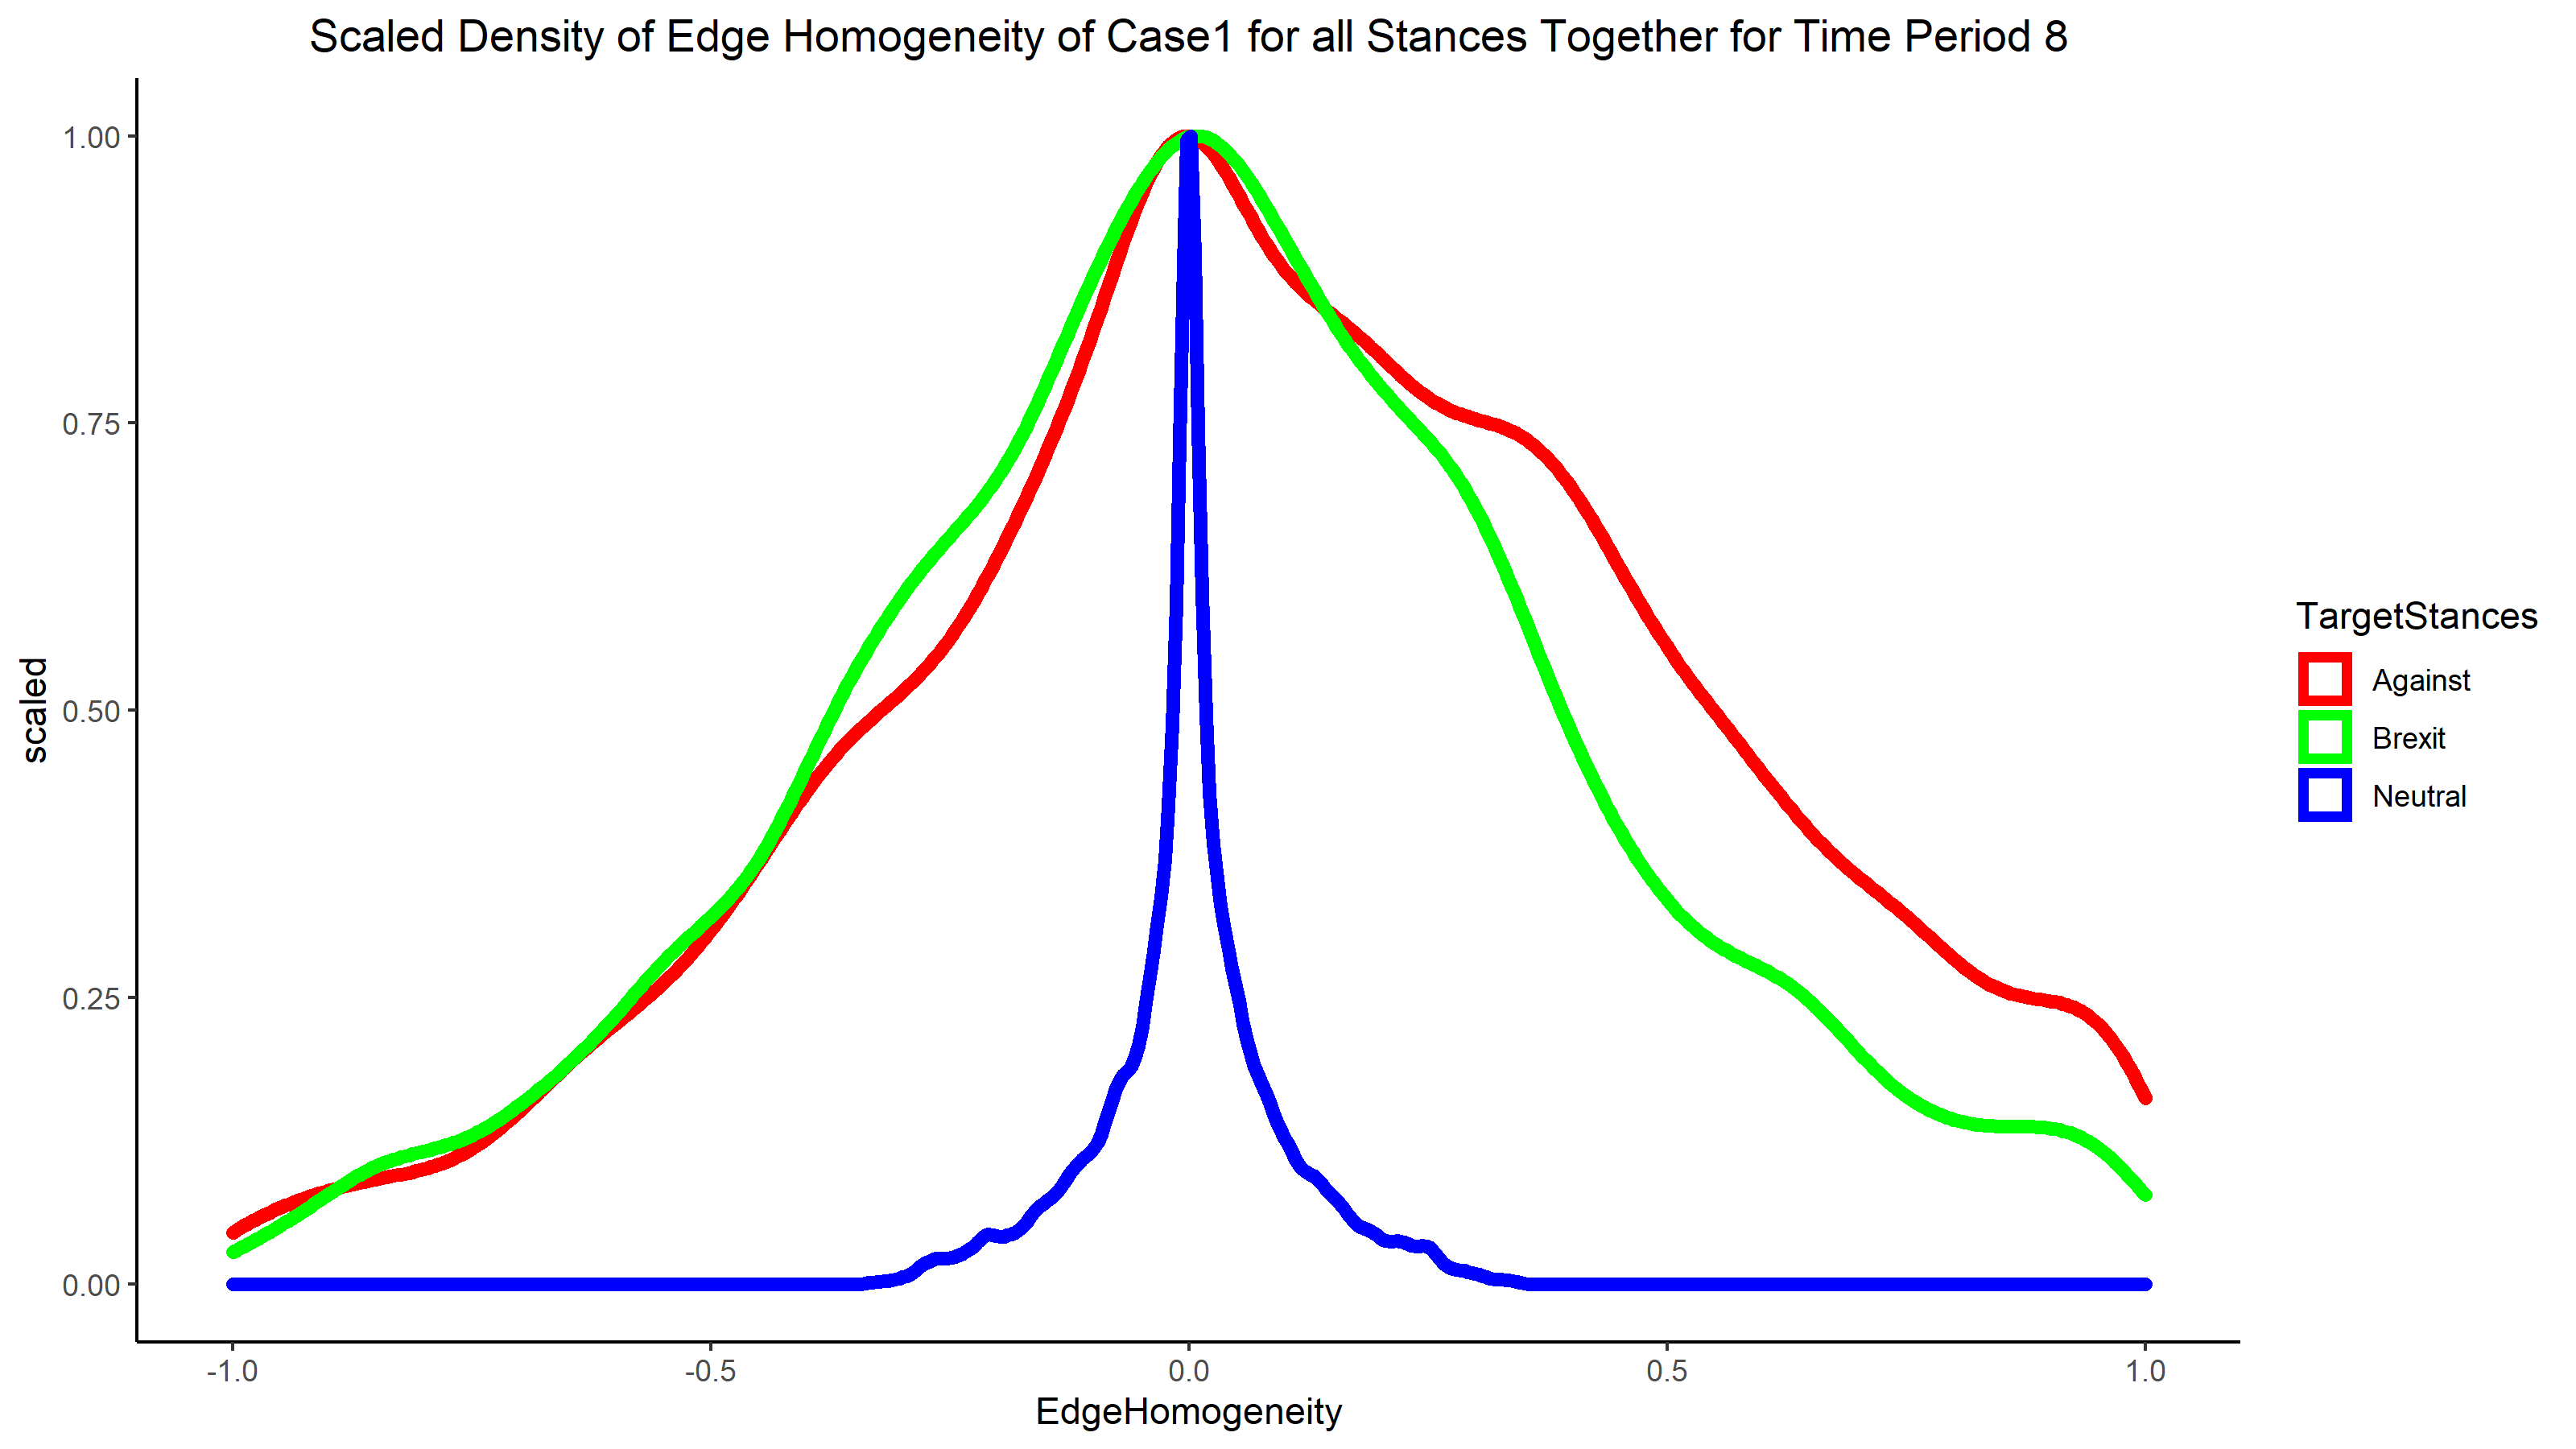 Scaled Density of Edge Homogeneity of Case1 for all Stances Together for Time Period 8
scaled
1.00
0.75
0.50
0.25
0.00
-1.0
-0.5
0.0
0.5
1.0
EdgeHomogeneity
TargetStances
Against
Brexit
Neutral